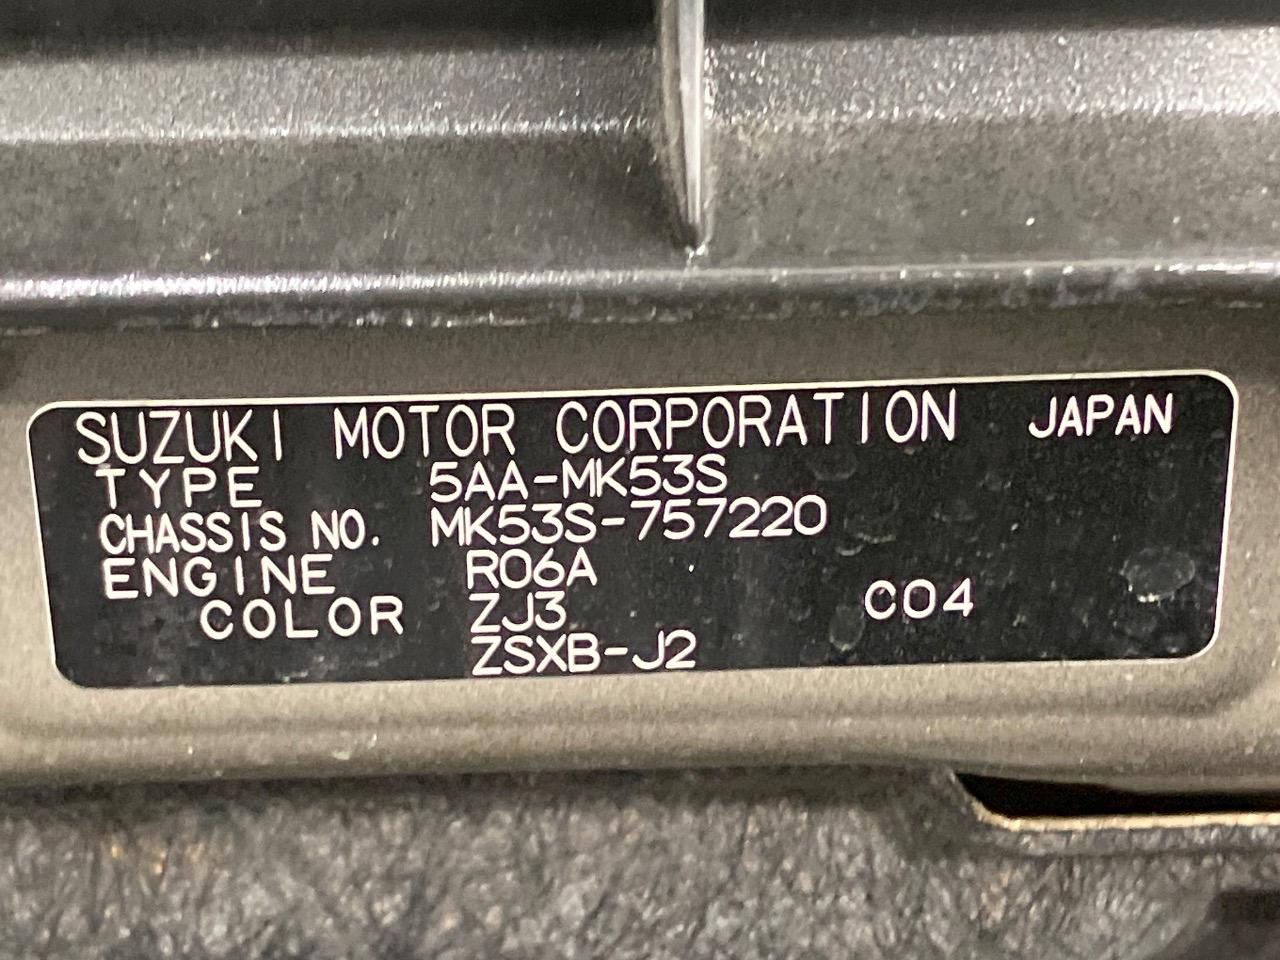 SUZUKI MOTOR CORPORATION JAPAN
TYPE 5AA-MK53S
CHASSIS NO. MK53S-757220
ENGINE R06A
COLOR ZJ3 C04
ZSXB-J2